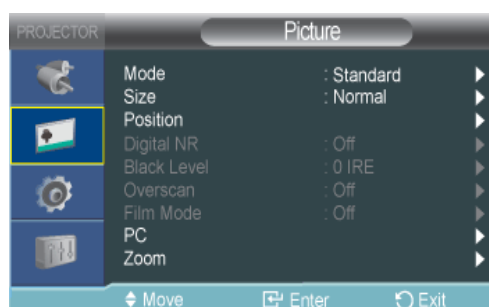 PROJECTOR Picture
Mode : Standard
Size : Normal
Position
Digital NR : Off
Black Level : 0 IRE
Overscan : Off
Film Mode : Off
PC
Zoom
Move Enter Exit